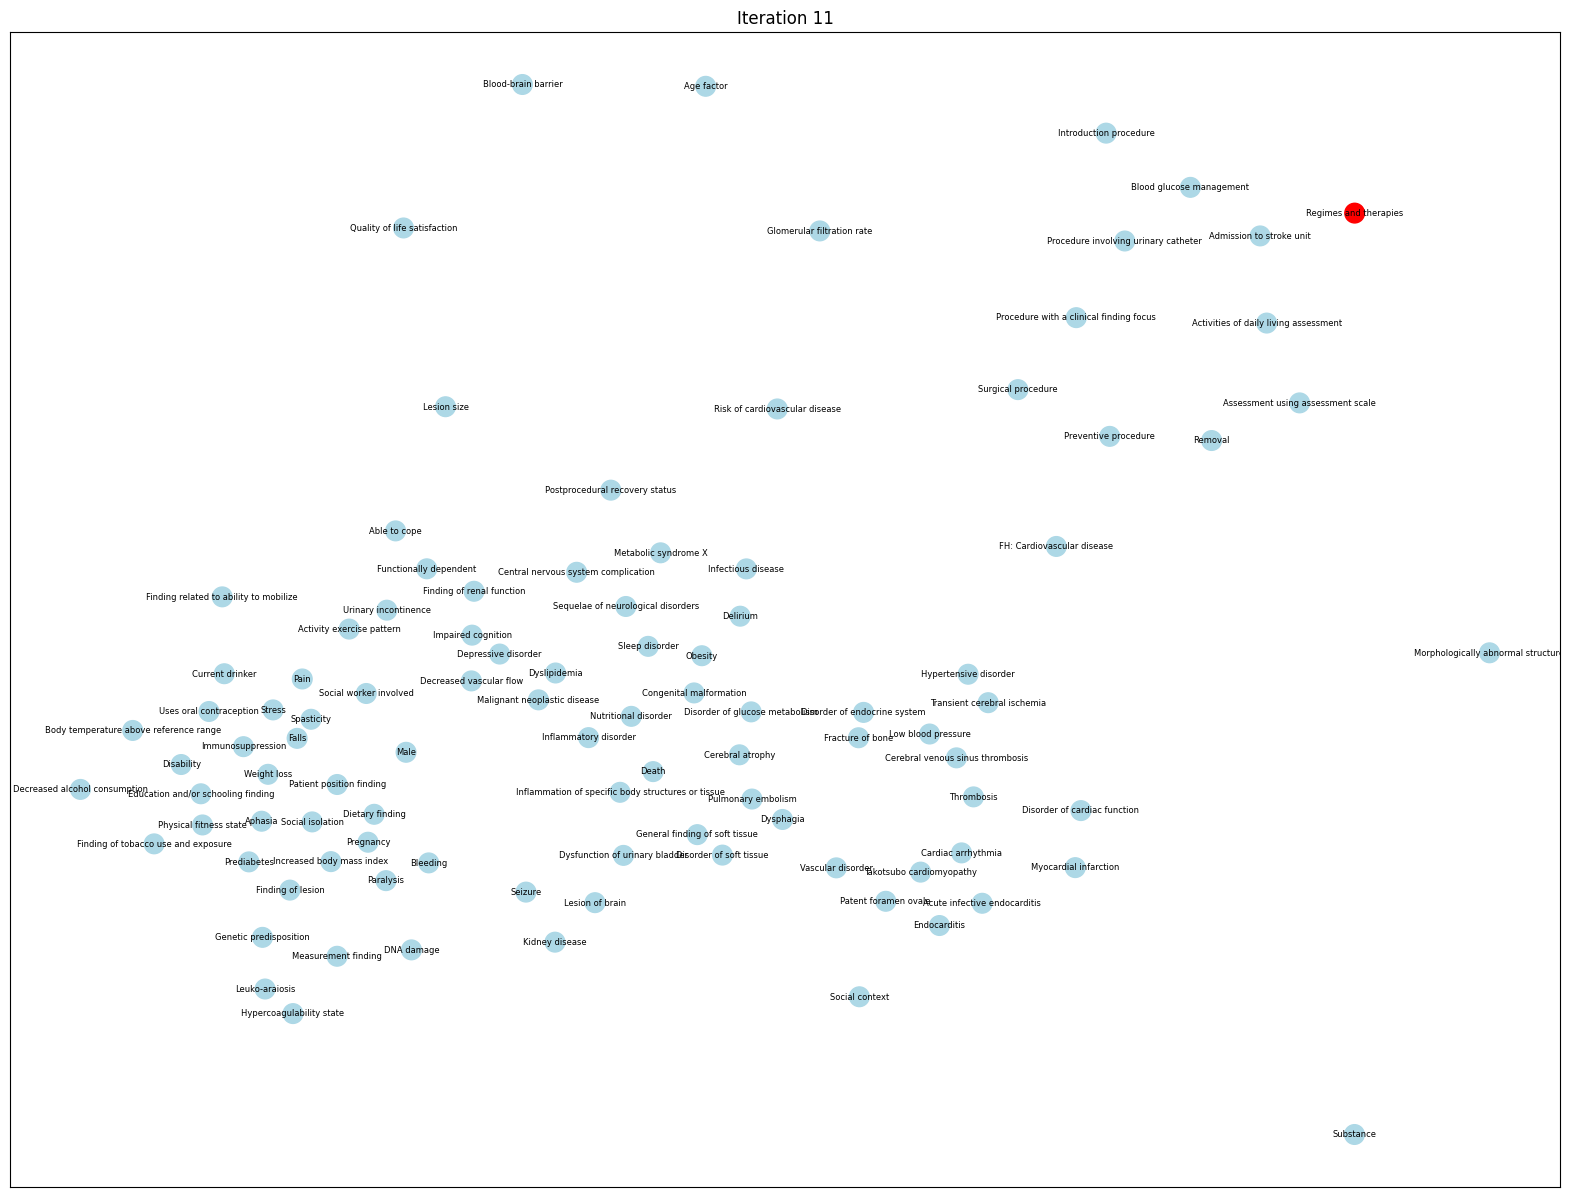 Iteration 11
Blood-brain barrier
Age factor
Introduction procedure
Blood glucose management
Regimes and therapies
Quality of life satisfaction
Glomerular filtration rate
Procedure involving urinary catheter
Admission to stroke unit
Procedure with a clinical finding focus
Activities of daily living assessment
Surgical procedure
Assessment using assessment scale
Lesion size
Risk of cardiovascular disease
Preventive procedure
Removal
Postprocedural recovery status
Able to cope
FH: Cardiovascular disease
Metabolic syndrome X
Functionally dependent
Central nervous system complication
Infectious disease
Finding of renal function
Finding related to ability to mobilize
Urinary incontinence
Sequelae of neurological disorders
Delirium
Activity exercise pattern
Impaired cognition
Sleep disorder
Depressive disorder
Obesity
Morphologically abnormal structure
Current drinker
Pain
Decreased vascular flow
Dyslipidemia
Hypertensive disorder
Social worker involved
Congenital malformation
Malignant neoplastic disease
Transient cerebral ischemia
Uses oral contraception
Stress
Spasticity
Nutritional disorder
Disorder of glucose metabolism
Disorder of endocrine system
Body temperature above reference range
Falls
Inflammatory disorder
Fracture of bone
Low blood pressure
Immunosuppression
Male
Cerebral atrophy
Cerebral venous sinus thrombosis
Disability
Weight loss
Death
Decreased alcohol consumption
Education and/or schooling finding
Patient position finding
Inflammation of specific body structures or tissue
Pulmonary embolism
Thrombosis
Disorder of cardiac function
Physical fitness state
Aphasia
Social isolation
Dietary finding
Dysphagia
General finding of soft tissue
Finding of tobacco use and exposure
Pregnancy
Prediabetes
Increased body mass index
Bleeding
Dysfunction of urinary bladder
Disorder of soft tissue
Cardiac arrhythmia
Vascular disorder
Takotsubo cardiomyopathy
Myocardial infarction
Paralysis
Finding of lesion
Seizure
Lesion of brain
Patent foramen ovale
Acute infective endocarditis
Endocarditis
Genetic predisposition
Measurement finding
DNA damage
Kidney disease
Leuko-araiosis
Social context
Hypercoagulability state
Substance